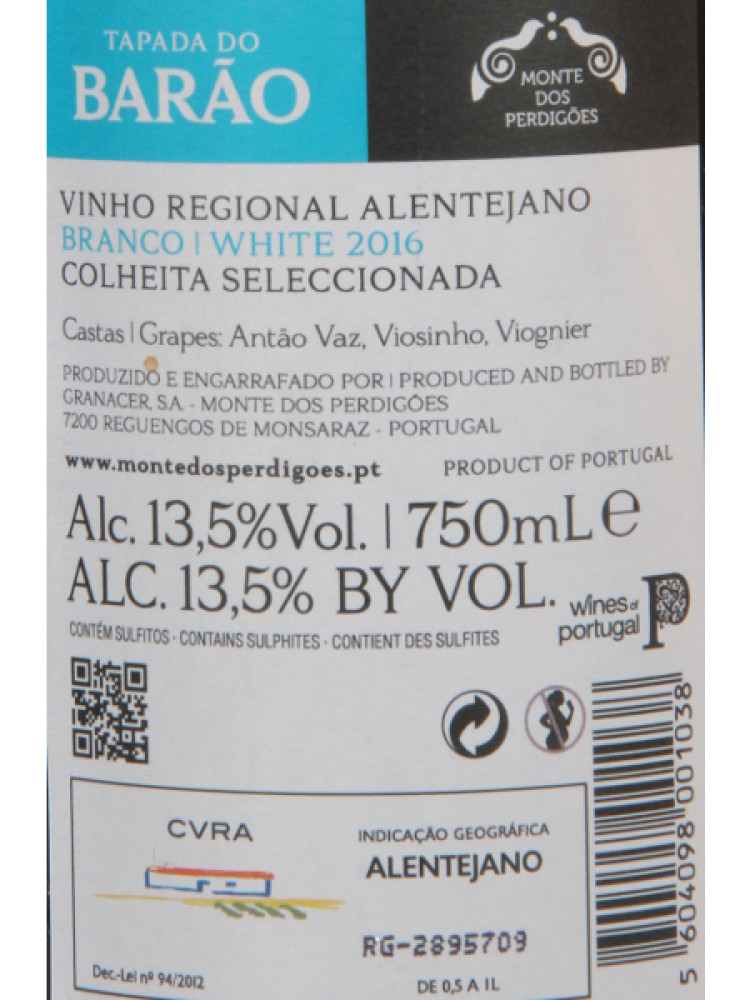 TAPADA DO
BARÃO
MONTE
DOS
PERDIGÕES
VINHO REGIONAL ALENTEJANO
BRANCO | WHITE 2016
COLHEITA SELECCIONADA
Castas | Grapes: Antão Vaz, Viosinho, Viognier
PRODUZIDO E ENGARRAFADO POR | PRODUCED AND BOTTLED BY
GRANACER, S.A. - MONTE DOS PERDIGÕES
7200 REGUENGOS DE MONSARAZ - PORTUGAL
www.montedosperdigoes.pt PRODUCT OF PORTUGAL
Alc. 13,5%Vol. | 750mL e
ALC. 13,5% BY VOL.
wines of
portugal
CONTÉM SULFITOS · CONTAINS SULPHITES · CONTIENT DES SULFITES
CVRA
INDICAÇÃO GEOGRÁFICA
ALENTEJANO
RG-2895709
Dec.-Lei nº 94/2012
DE 0,5 A 1L
5 604098 001038